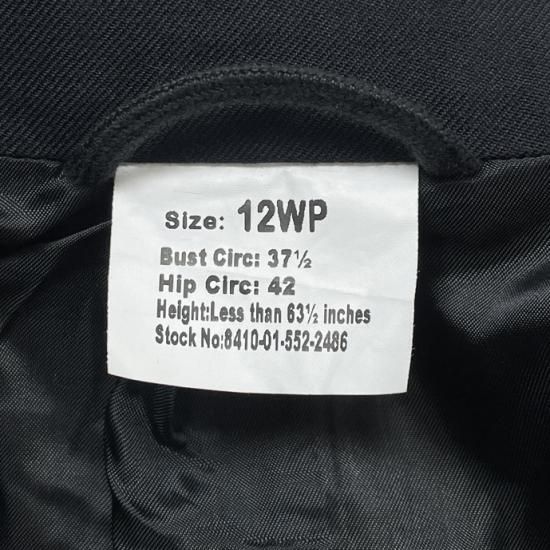 Size: 12WP
Bust Circ: 37½
Hip Circ: 42
Height:Less than 63½ inches
Stock No:8410-01-552-2486